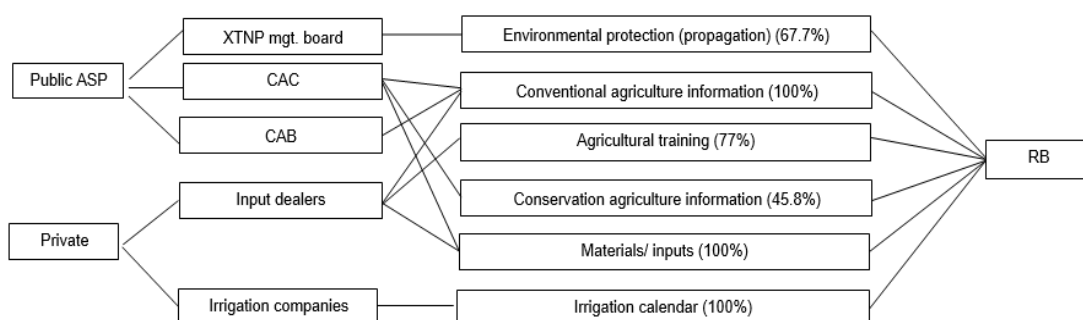 Public ASP
Private
XTNP mgt. board
CAC
CAB
Input dealers
Irrigation companies
Environmental protection (propagation) (67.7%)
Conventional agriculture information (100%)
Agricultural training (77%)
Conservation agriculture information (45.8%)
Materials/ inputs (100%)
Irrigation calendar (100%)
RB